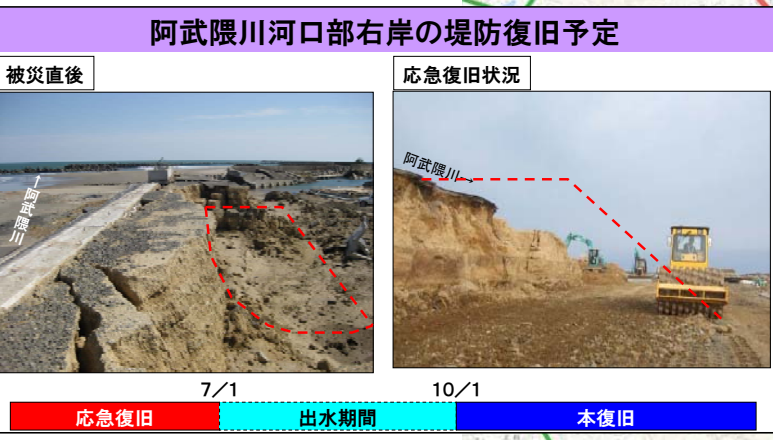 阿武隈川河口部右岸の堤防復旧予定
被災直後
応急復旧状況
阿武隈川→
阿武隈川→
7/1
10/1
応急復旧
出水期間
本復旧